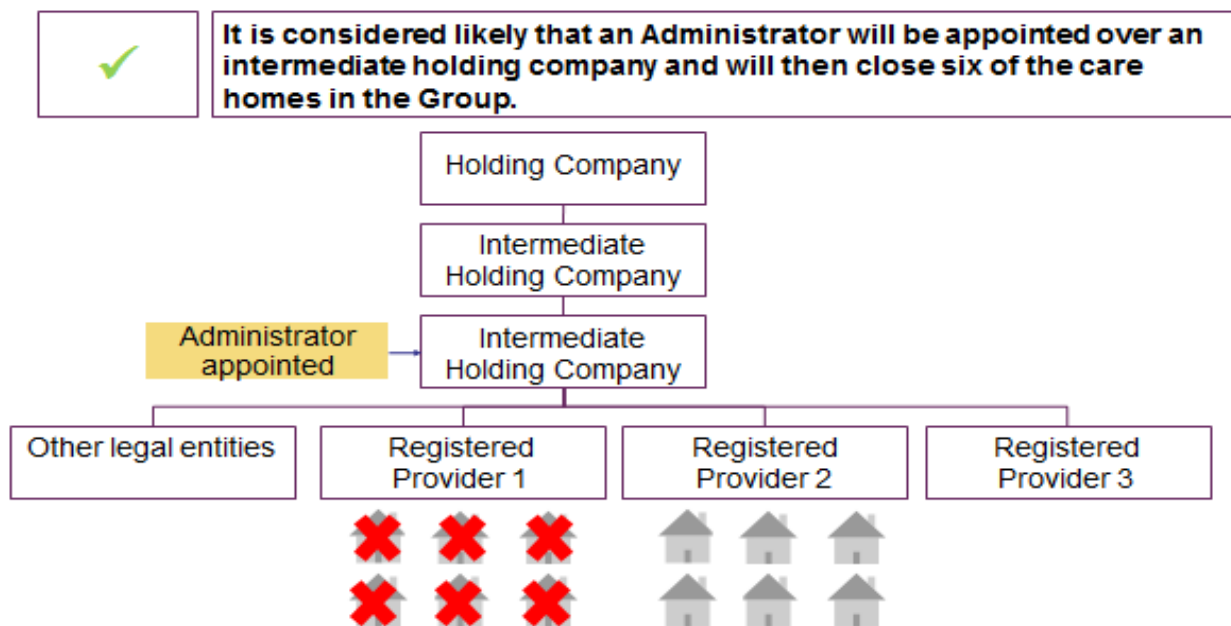 It is considered likely that an Administrator will be appointed over an
intermediate holding company and will then close six of the care
homes in the Group.
Holding Company
Intermediate
Holding Company
Administrator
appointed
Intermediate
Holding Company
Other legal entities
Registered
Provider 1
Registered
Provider 2
Registered
Provider 3